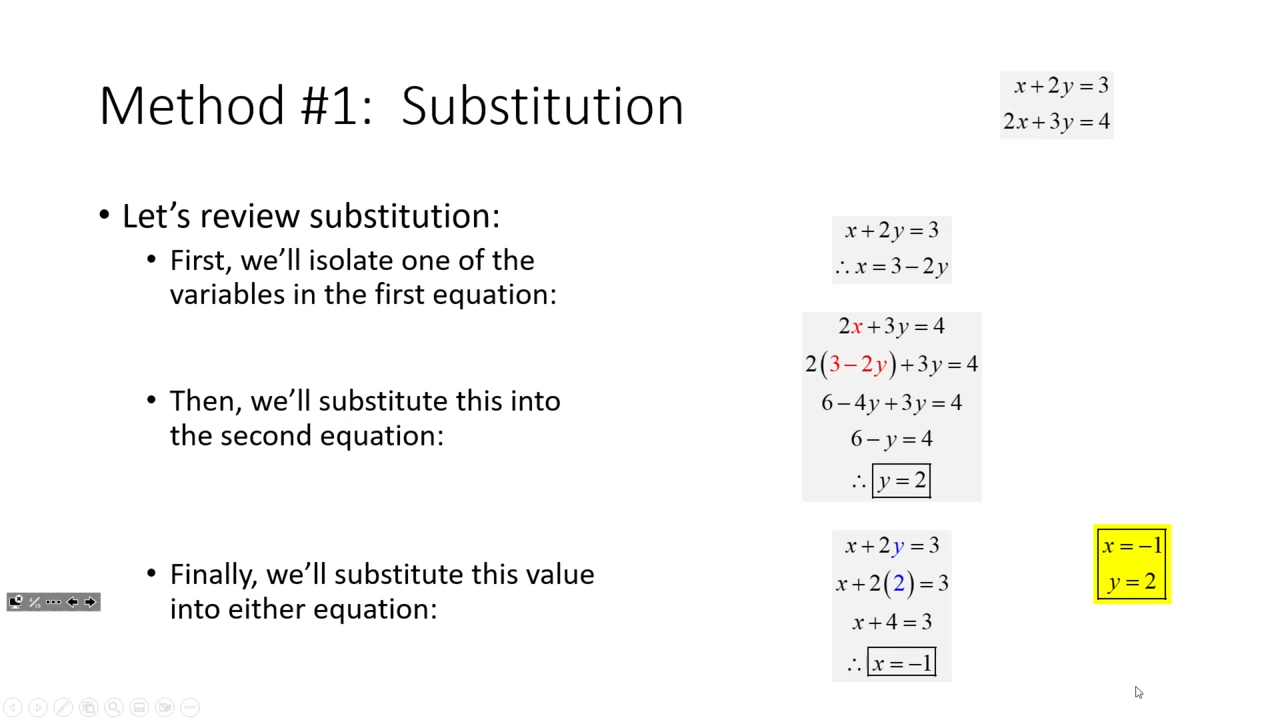 Method #1:  Substitution
x + 2y = 3
2x + 3y = 4
• Let’s review substitution:
• First, we’ll isolate one of the
variables in the first equation:
x + 2y = 3
∴ x = 3 − 2y
• Then, we’ll substitute this into
the second equation:
2x + 3y = 4
2(3 − 2y) + 3y = 4
6 − 4y + 3y = 4
6 − y = 4
∴ y = 2
• Finally, we’ll substitute this value
into either equation:
x + 2y = 3
x + 2(2) = 3
x + 4 = 3
∴ x = −1
x = −1
y = 2